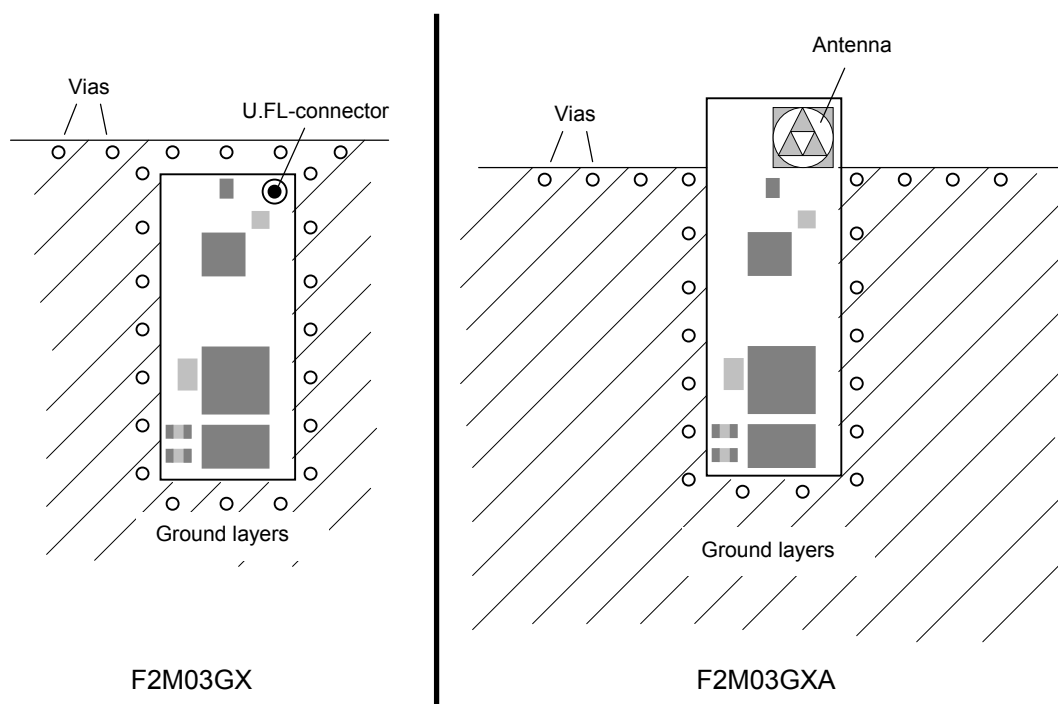 Vias
U.FL-connector
Ground layers
F2M03GX
Antenna
Vias
Ground layers
F2M03GXA